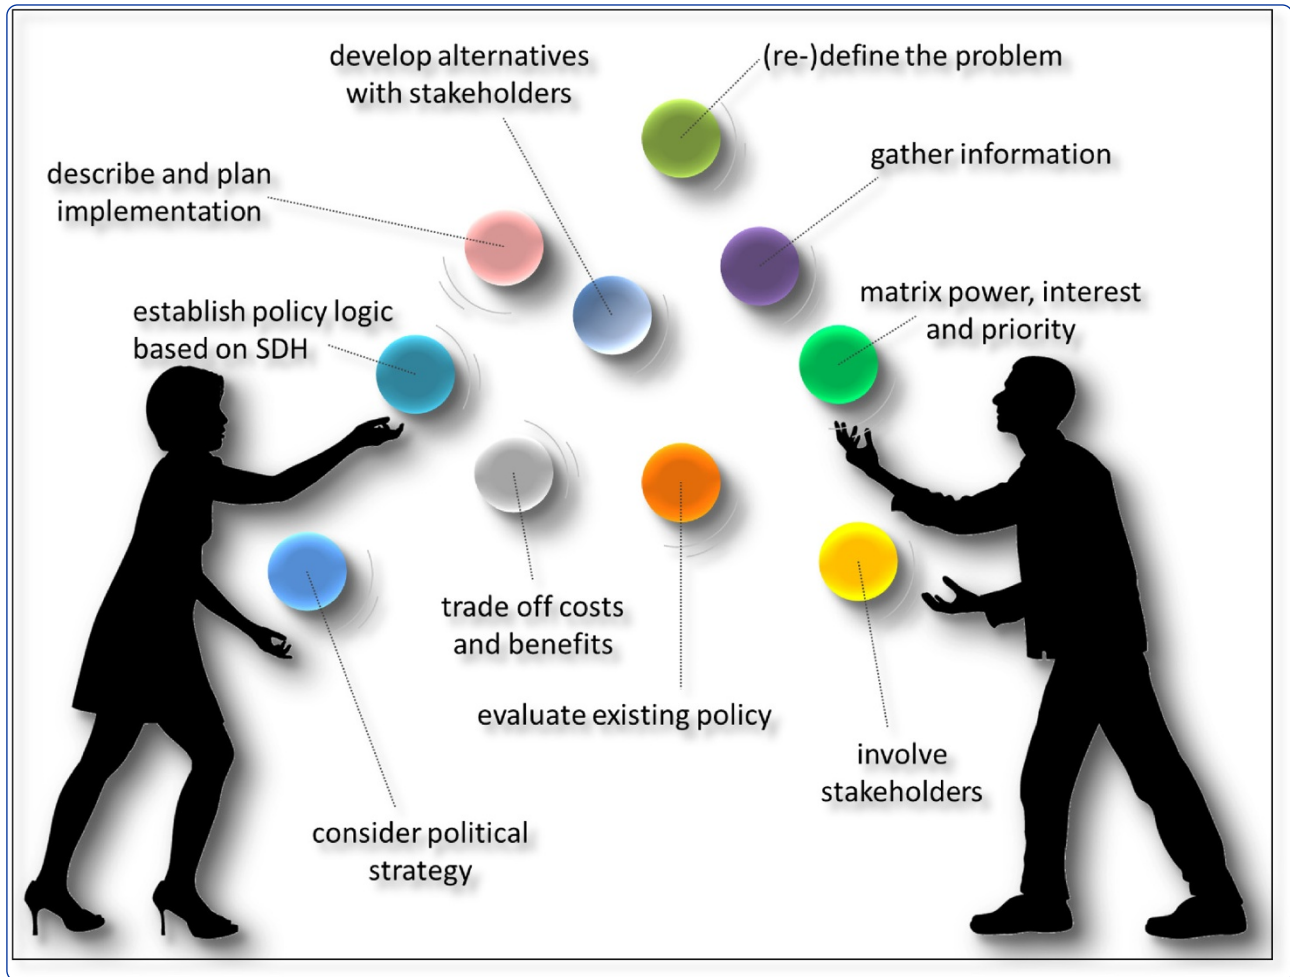 develop alternatives
with stakeholders
(re-)define the problem
gather information
describe and plan
implementation
matrix power, interest
and priority
establish policy logic
based on SDH
trade off costs
and benefits
evaluate existing policy
involve
stakeholders
consider political
strategy